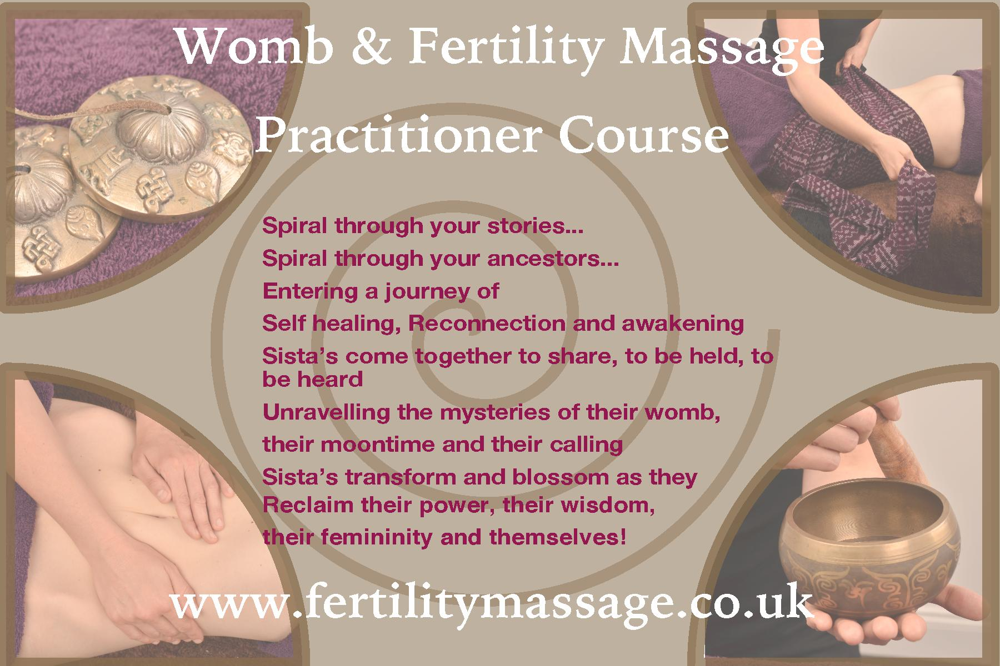 Womb & Fertility Massage
Practitioner Course
Spiral through your stories...
Spiral through your ancestors...
Entering a journey of
Self healing, Reconnection and awakening
Sista’s come together to share, to be held, to
be heard
Unravelling the mysteries of their womb,
their moontime and their calling
Sista’s transform and blossom as they
Reclaim their power, their wisdom,
their femininity and themselves!
www.fertilitymassage.co.uk